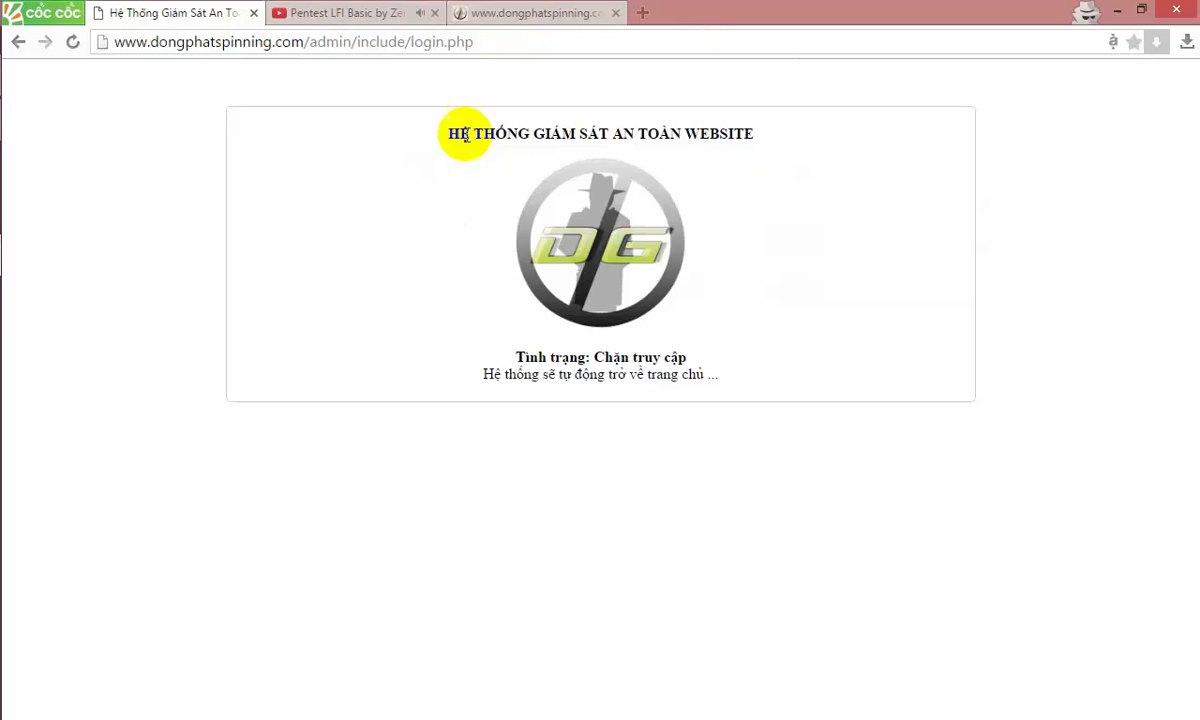 CỐC CỐC
Hệ Thống Giám Sát An To
Pentest LFI Basic by Ze
www.dongphatspinning.co
www.dongphatspinning.com/admin/include/login.php
HỆ THỐNG GIÁM SÁT AN TOÀN WEBSITE
DG
Tình trạng: Chặn truy cập
Hệ thống sẽ tự động trở về trang chủ ...